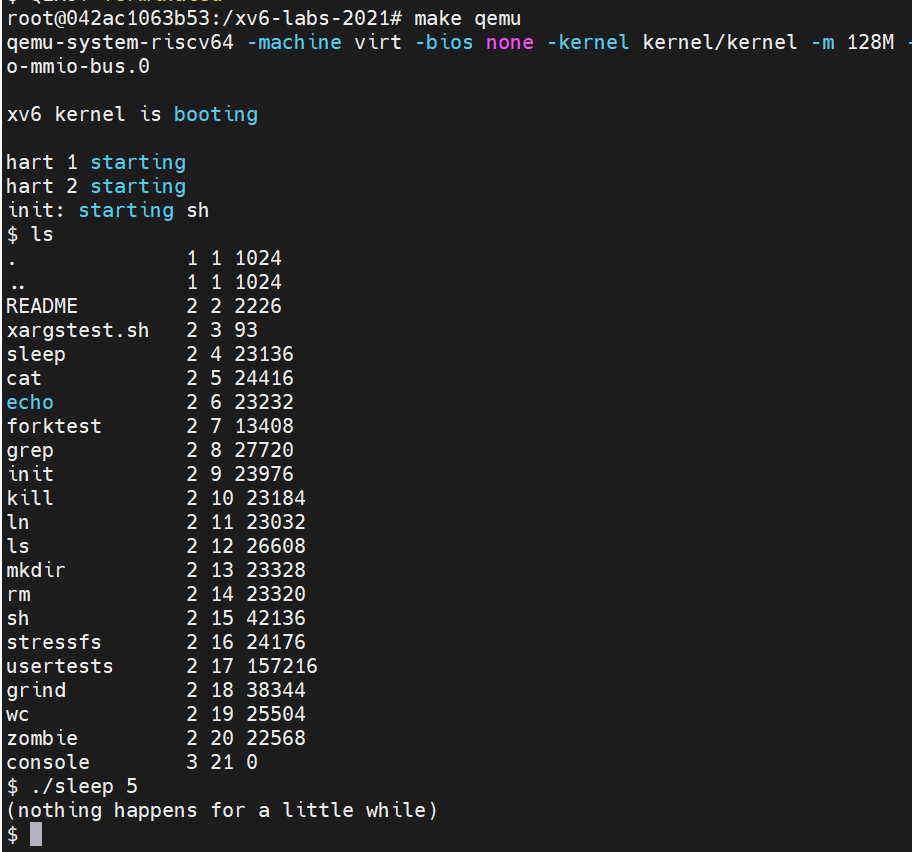 root@042ac1063b53:/xv6-labs-2021# make qemu
qemu-system-riscv64 -machine virt -bios none -kernel kernel/kernel -m 128M -
o-mmio-bus.0
xv6 kernel is booting
hart 1 starting
hart 2 starting
init: starting sh
$ ls
.              1 1 1024
..             1 1 1024
README         2 2 2226
xargstest.sh   2 3 93
sleep          2 4 23136
cat            2 5 24416
echo           2 6 23232
forktest       2 7 13408
grep           2 8 27720
init           2 9 23976
kill           2 10 23184
ln             2 11 23032
ls             2 12 26608
mkdir          2 13 23328
rm             2 14 23320
sh             2 15 42136
stressfs       2 16 24176
usertests      2 17 157216
grind          2 18 38344
wc             2 19 25504
zombie         2 20 22568
console        3 21 0
$ ./sleep 5
(nothing happens for a little while)
$